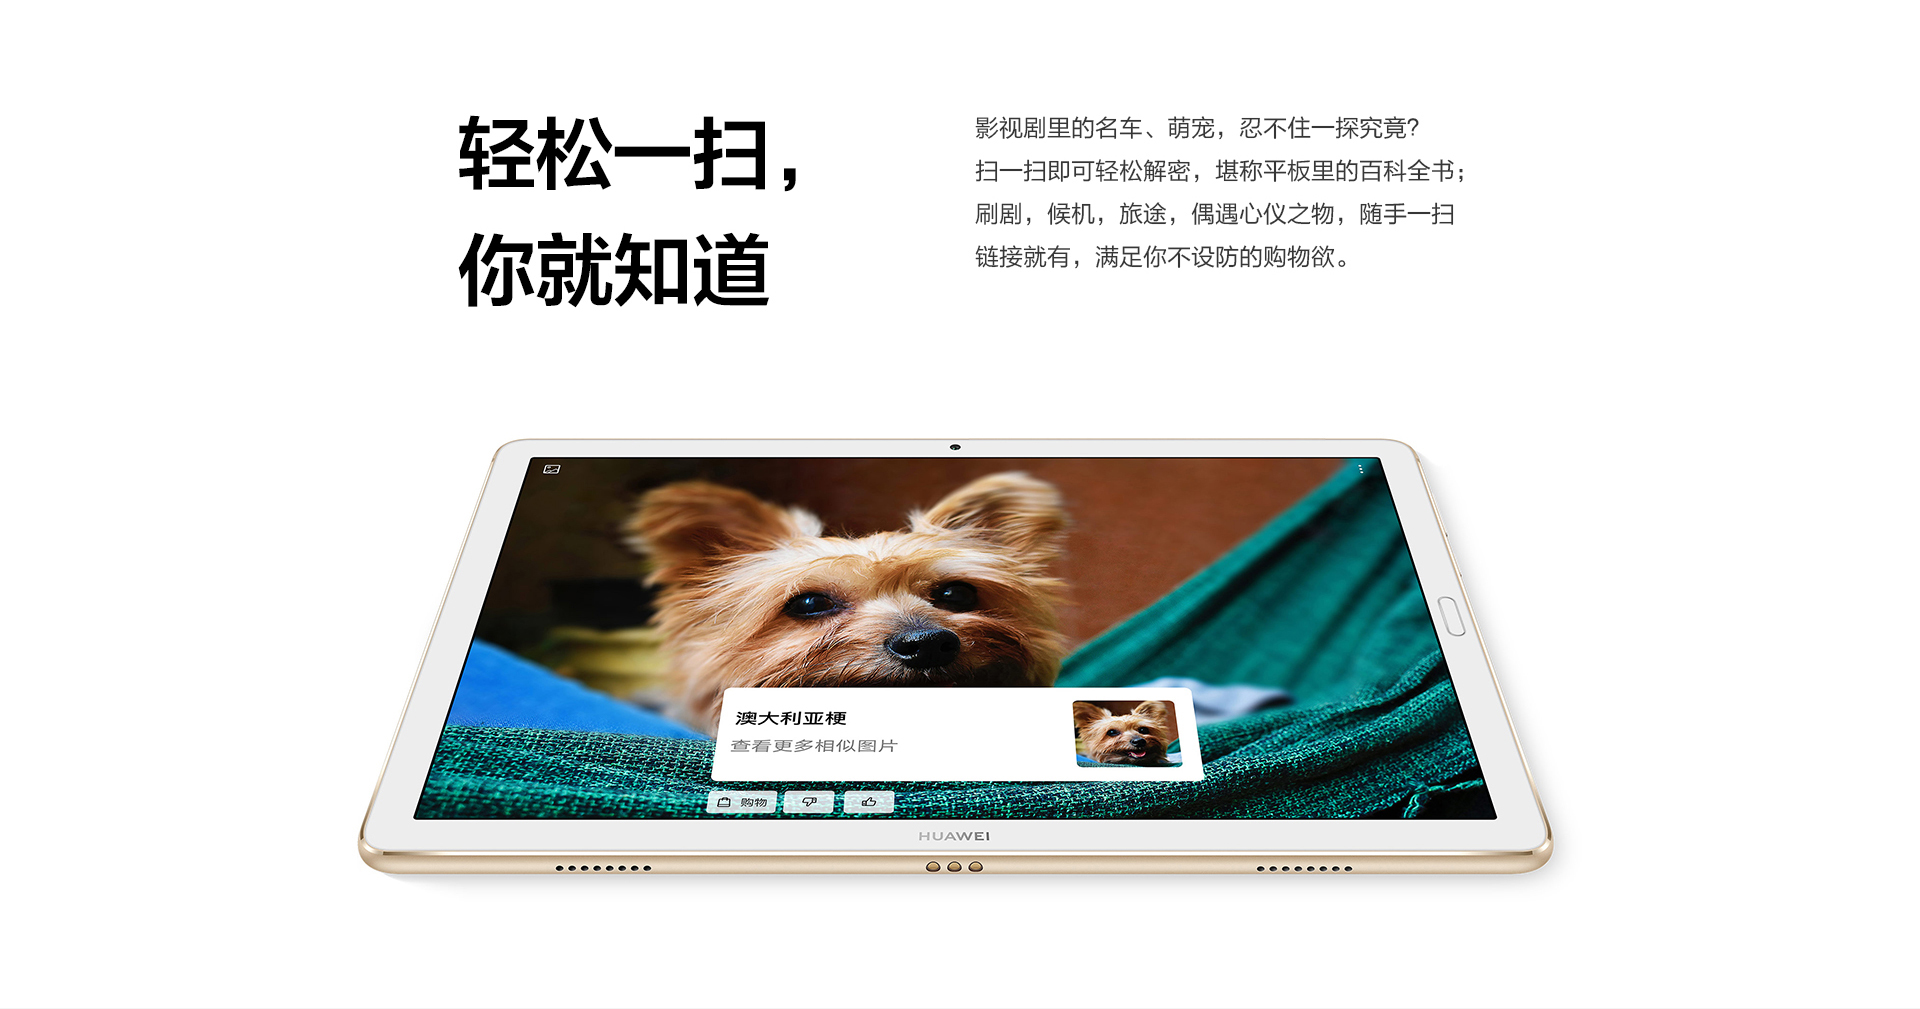 轻松一扫，
你就知道
影视剧里的名车、萌宠，忍不住一探究竟？
扫一扫即可轻松解密，堪称平板里的百科全书；
刷剧，候机，旅途，偶遇心仪之物，随手一扫
链接就有，满足你不设防的购物欲。
澳大利亚梗
查看更多相似图片
购物
HUAWEI